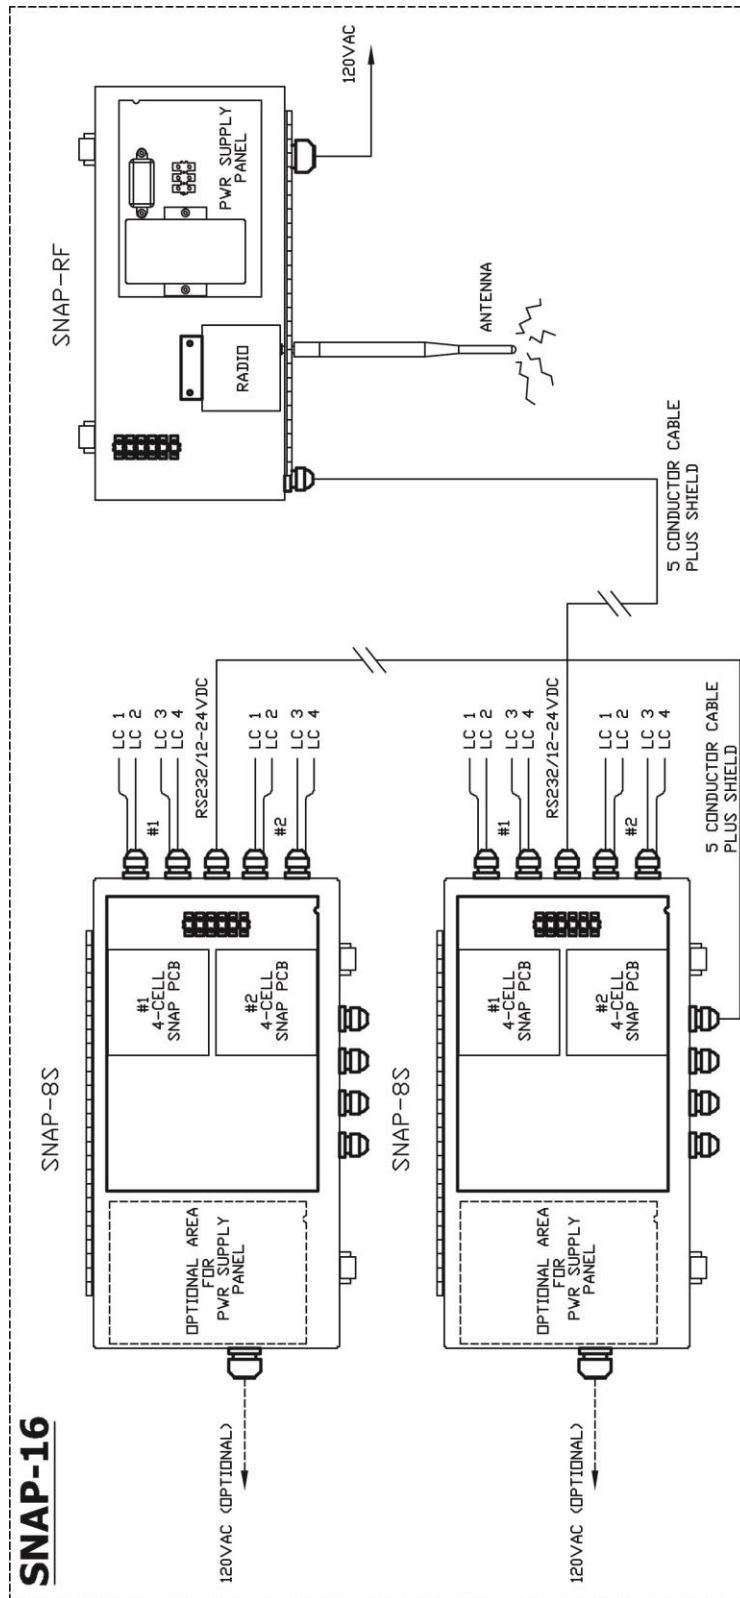 SNAP-16
SNAP-8S
OPTIONAL AREA
FOR
PWR SUPPLY
PANEL
#1
4-CELL
SNAP PCB
#2
4-CELL
SNAP PCB
120VAC (OPTIONAL)
LC 1
LC 2
#1
LC 3
LC 4
RS232/12-24VDC
LC 1
LC 2
#2
LC 3
LC 4
SNAP-8S
OPTIONAL AREA
FOR
PWR SUPPLY
PANEL
#1
4-CELL
SNAP PCB
#2
4-CELL
SNAP PCB
120VAC (OPTIONAL)
LC 1
LC 2
#1
LC 3
LC 4
RS232/12-24VDC
LC 1
LC 2
#2
LC 3
LC 4
5 CONDUCTOR CABLE
PLUS SHIELD
SNAP-RF
RADIO
PWR SUPPLY
PANEL
120VAC
ANTENNA
5 CONDUCTOR CABLE
PLUS SHIELD